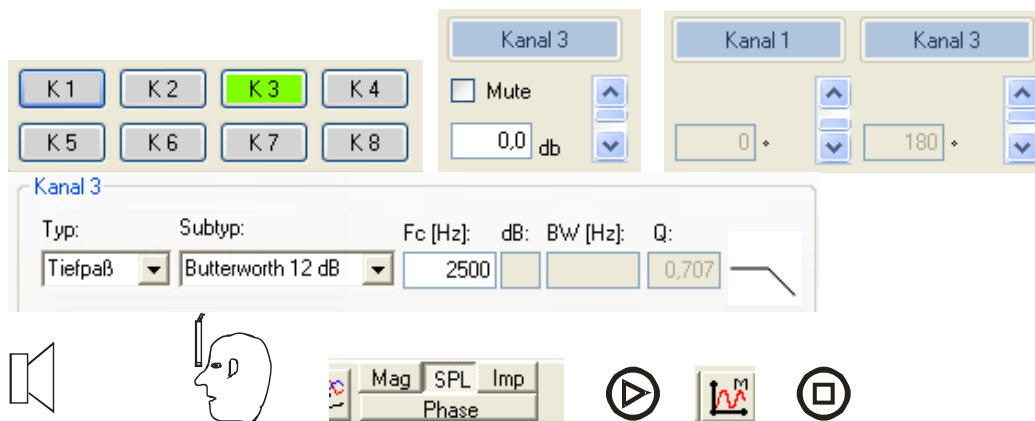 Kanal 3
Kanal 1
Kanal 3
K 1
K 2
K 3
K 4
Mute
K 5
K 6
K 7
K 8
0,0 db
0 °
180 °
Kanal 3
Typ:
Subtyp:
Fc [Hz]:
dB:
BW [Hz]:
Q:
Tiefpaß
Butterworth 12 dB
2500
0,707
Mag
SPL
Imp
Phase
M